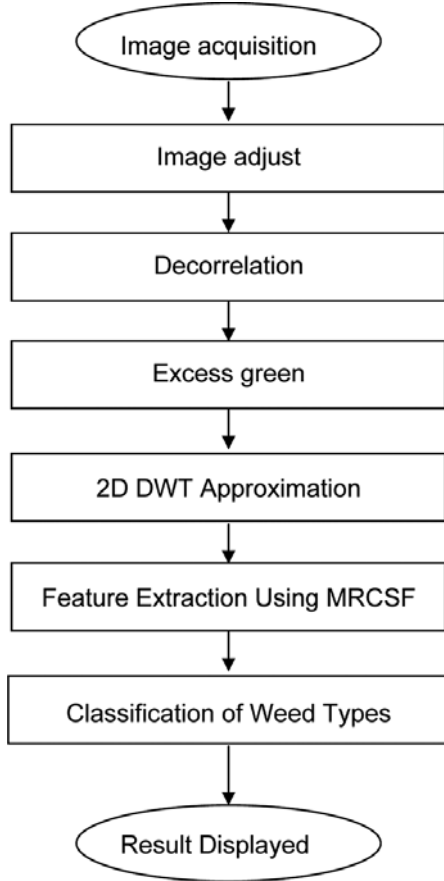 Image acquisition
Image adjust
Decorrelation
Excess green
2D DWT Approximation
Feature Extraction Using MRCSF
Classification of Weed Types
Result Displayed